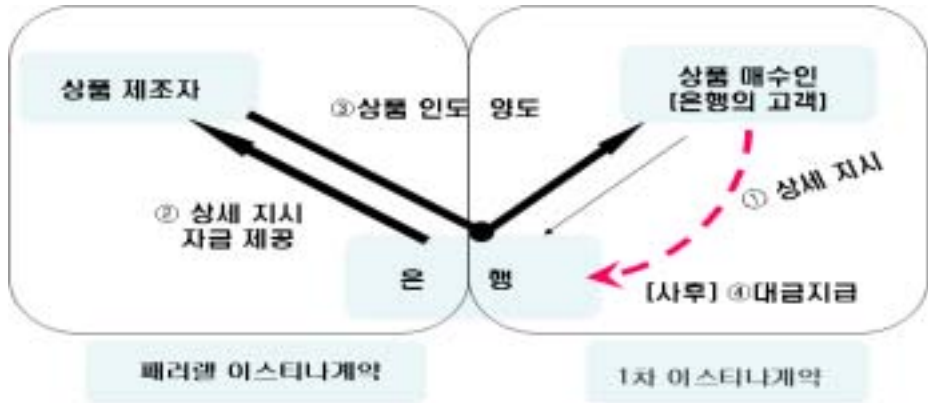 상품 제조자
상품 매수인
[은행의 고객]
③상품 인도 양도
① 상세 지시
② 상세 지시
자금 제공
은 행
[사후] ④대금지급
패러렐 이스티나계약
1차 이스티나계약